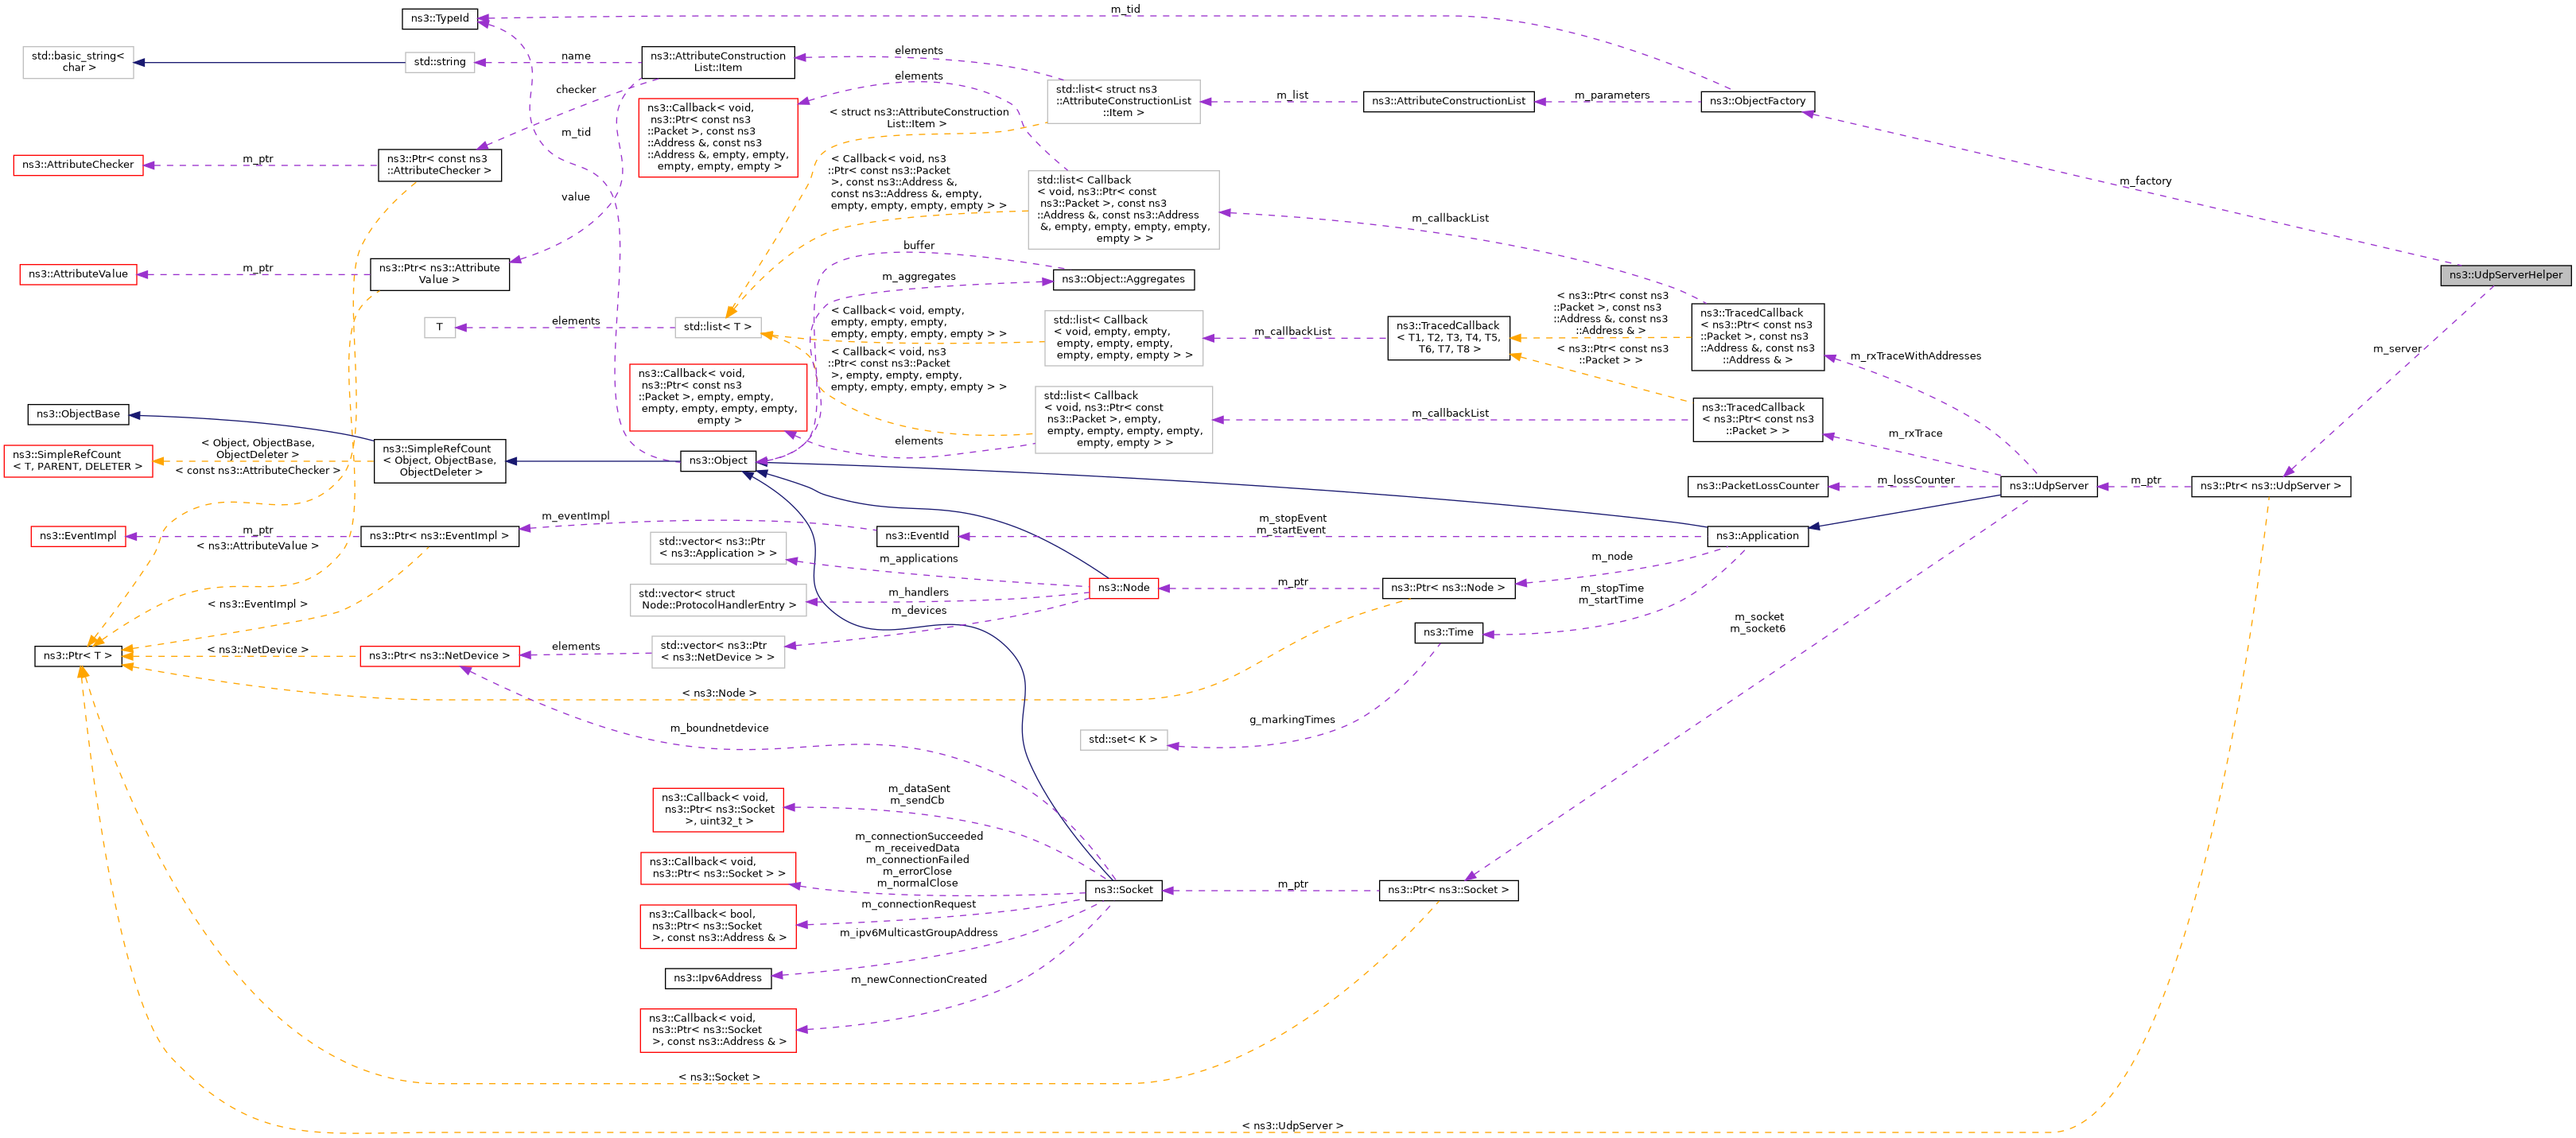 m_tid
ns3::TypeId
std::basic_string<
char >
std::string
name
ns3::AttributeConstruction
List::Item
elements
checker
elements
ns3::Callback< void,
ns3::Ptr< const ns3
::Packet >, const ns3
::Address &, const ns3
::Address &, empty, empty,
empty, empty, empty >
std::list< struct ns3
::AttributeConstructionList
::Item >
m_list
ns3::AttributeConstructionList
m_parameters
ns3::ObjectFactory
< struct ns3::AttributeConstruction
List::Item >
m_tid
ns3::AttributeChecker
m_ptr
ns3::Ptr< const ns3
::AttributeChecker >
< Callback< void, ns3
::Ptr< const ns3::Packet
>, const ns3::Address &,
const ns3::Address &, empty,
empty, empty, empty, empty > >
std::list< Callback
< void, ns3::Ptr< const
ns3::Packet >, const ns3
::Address &, const ns3::Address
&, empty, empty, empty, empty,
empty > >
m_factory
value
m_callbackList
buffer
ns3::AttributeValue
m_ptr
ns3::Ptr< ns3::Attribute
Value >
m_aggregates
ns3::Object::Aggregates
ns3::UdpServerHelper
< ns3::Ptr< const ns3
::Packet >, const ns3
::Address &, const ns3
::Address & >
T
elements
std::list< T >
< Callback< void, empty,
empty, empty, empty,
empty, empty, empty, empty > >
std::list< Callback
< void, empty, empty,
empty, empty, empty,
empty, empty, empty > >
m_callbackList
ns3::TracedCallback
< T1, T2, T3, T4, T5,
T6, T7, T8 >
ns3::TracedCallback
< ns3::Ptr< const ns3
::Packet >, const ns3
::Address &, const ns3
::Address & >
< ns3::Ptr< const ns3
::Packet > >
m_rxTraceWithAddresses
m_server
< Callback< void, ns3
::Ptr< const ns3::Packet
>, empty, empty, empty,
empty, empty, empty, empty > >
ns3::Callback< void,
ns3::Ptr< const ns3
::Packet >, empty, empty,
empty, empty, empty, empty,
empty >
std::list< Callback
< void, ns3::Ptr< const
ns3::Packet >, empty,
empty, empty, empty, empty,
empty, empty > >
m_callbackList
ns3::TracedCallback
< ns3::Ptr< const ns3
::Packet > >
ns3::ObjectBase
elements
m_rxTrace
< Object, ObjectBase,
ObjectDeleter >
ns3::SimpleRefCount
< T, PARENT, DELETER >
ns3::SimpleRefCount
< Object, ObjectBase,
ObjectDeleter >
ns3::Object
< const ns3::AttributeChecker >
ns3::PacketLossCounter
m_lossCounter
ns3::UdpServer
m_ptr
ns3::Ptr< ns3::UdpServer >
m_eventImpl
m_stopEvent
m_startEvent
ns3::EventImpl
m_ptr
ns3::Ptr< ns3::EventImpl >
ns3::EventId
ns3::Application
< ns3::AttributeValue >
std::vector< ns3::Ptr
< ns3::Application > >
m_applications
m_node
ns3::Node
m_ptr
ns3::Ptr< ns3::Node >
m_stopTime
m_startTime
std::vector< struct
Node::ProtocolHandlerEntry >
m_handlers
m_devices
< ns3::EventImpl >
m_socket
m_socket6
ns3::Time
ns3::Ptr< T >
< ns3::NetDevice >
ns3::Ptr< ns3::NetDevice >
elements
std::vector< ns3::Ptr
< ns3::NetDevice > >
< ns3::Node >
g_markingTimes
m_boundnetdevice
std::set< K >
m_dataSent
m_sendCb
ns3::Callback< void,
ns3::Ptr< ns3::Socket
>, uint32_t >
m_connectionSucceeded
m_receivedData
m_connectionFailed
m_errorClose
m_normalClose
ns3::Callback< void,
ns3::Ptr< ns3::Socket > >
ns3::Socket
m_ptr
ns3::Ptr< ns3::Socket >
m_connectionRequest
ns3::Callback< bool,
ns3::Ptr< ns3::Socket
>, const ns3::Address & >
m_ipv6MulticastGroupAddress
ns3::Ipv6Address
m_newConnectionCreated
ns3::Callback< void,
ns3::Ptr< ns3::Socket
>, const ns3::Address & >
< ns3::Socket >
< ns3::UdpServer >